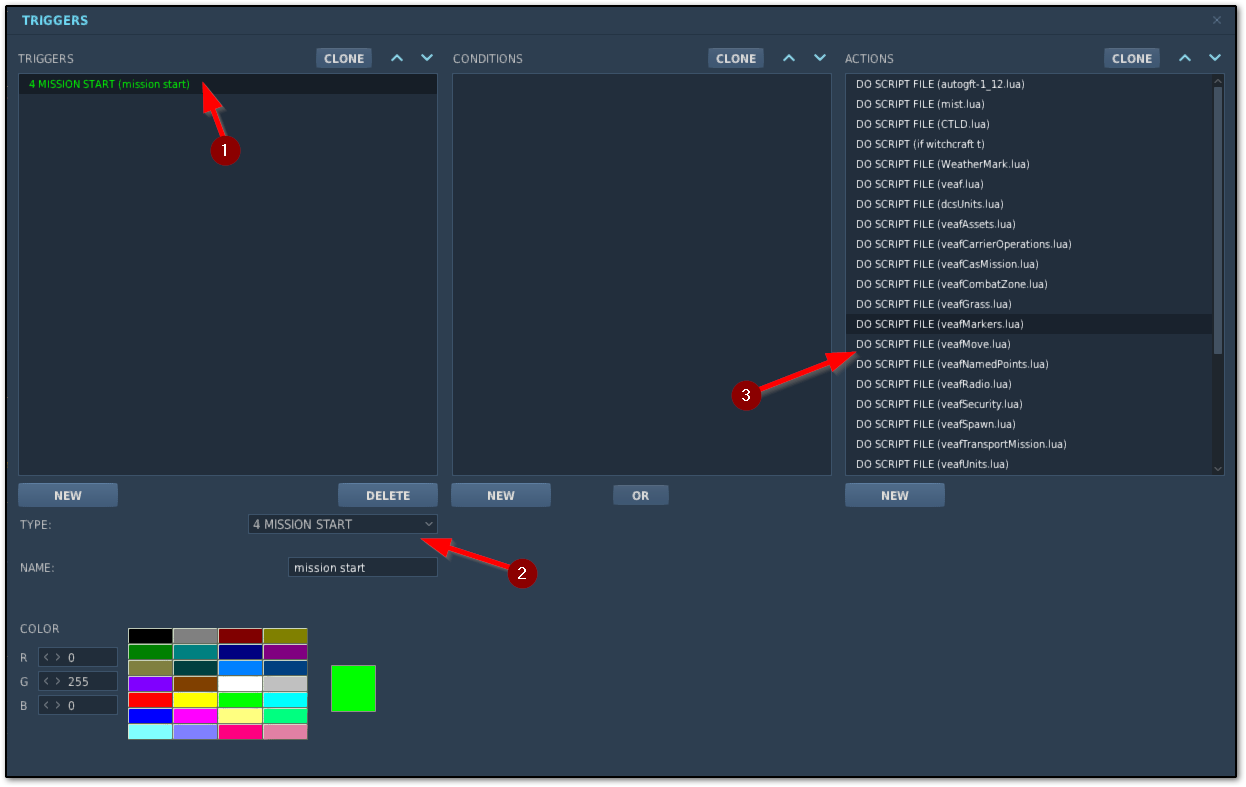 TRIGGERS
TRIGGERS CLONE
4 MISSION START (mission start)
1
NEW DELETE
TYPE: 4 MISSION START
2
NAME: mission start
COLOR
R 0
G 255
B 0
CONDITIONS CLONE
NEW OR
ACTIONS CLONE
DO SCRIPT FILE (autogft-1_12.lua)
DO SCRIPT FILE (mist.lua)
DO SCRIPT FILE (CTLD.lua)
DO SCRIPT (if witchcraft t)
DO SCRIPT FILE (WeatherMark.lua)
DO SCRIPT FILE (veaf.lua)
DO SCRIPT FILE (dcsUnits.lua)
DO SCRIPT FILE (veafAssets.lua)
DO SCRIPT FILE (veafCarrierOperations.lua)
DO SCRIPT FILE (veafCasMission.lua)
DO SCRIPT FILE (veafCombatZone.lua)
DO SCRIPT FILE (veafGrass.lua)
DO SCRIPT FILE (veafMarkers.lua)
DO SCRIPT FILE (veafMove.lua)
3
DO SCRIPT FILE (veafNamedPoints.lua)
DO SCRIPT FILE (veafRadio.lua)
DO SCRIPT FILE (veafSecurity.lua)
DO SCRIPT FILE (veafSpawn.lua)
DO SCRIPT FILE (veafTransportMission.lua)
DO SCRIPT FILE (veafUnits.lua)
NEW